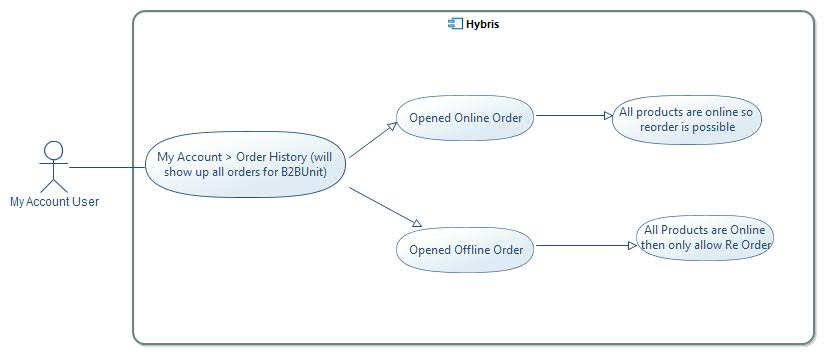 Hybris
My Account User
My Account > Order History (will
show up all orders for B2BUnit)
Opened Online Order
All products are online so
reorder is possible
Opened Offline Order
All Products are Online
then only allow Re Order